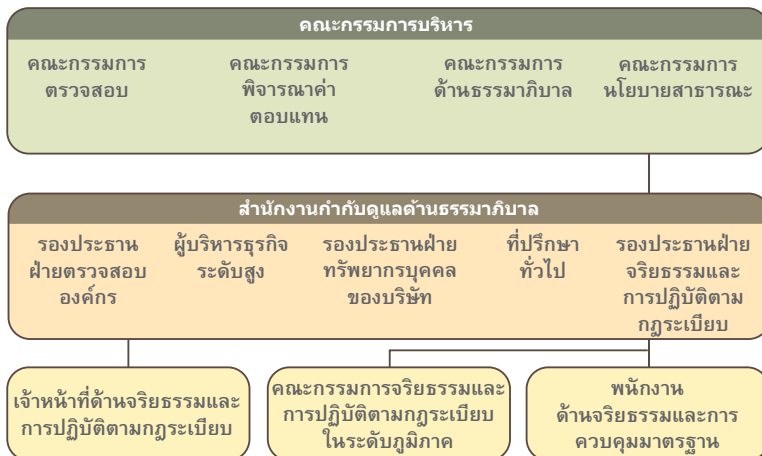 คณะกรรมการบริหาร
คณะกรรมการ
ตรวจสอบ
คณะกรรมการ
พิจารณาค่า
ตอบแทน
คณะกรรมการ
ด้านธรรมาภิบาล
คณะกรรมการ
นโยบายสาธารณะ
สำนักงานกำกับดูแลด้านธรรมาภิบาล
รองประธาน
ฝ่ายตรวจสอบ
องค์กร
ผู้บริหารธุรกิจ
ระดับสูง
รองประธานฝ่าย
ทรัพยากรบุคคล
ของบริษัท
ที่ปรึกษา
ทั่วไป
รองประธานฝ่าย
จริยธรรมและ
การปฏิบัติตาม
กฎระเบียบ
เจ้าหน้าที่ด้านจริยธรรมและ
การปฏิบัติตามกฎระเบียบ
คณะกรรมการจริยธรรมและ
การปฏิบัติตามกฎระเบียบ
ในระดับภูมิภาค
พนักงาน
ด้านจริยธรรมและการ
ควบคุมมาตรฐาน